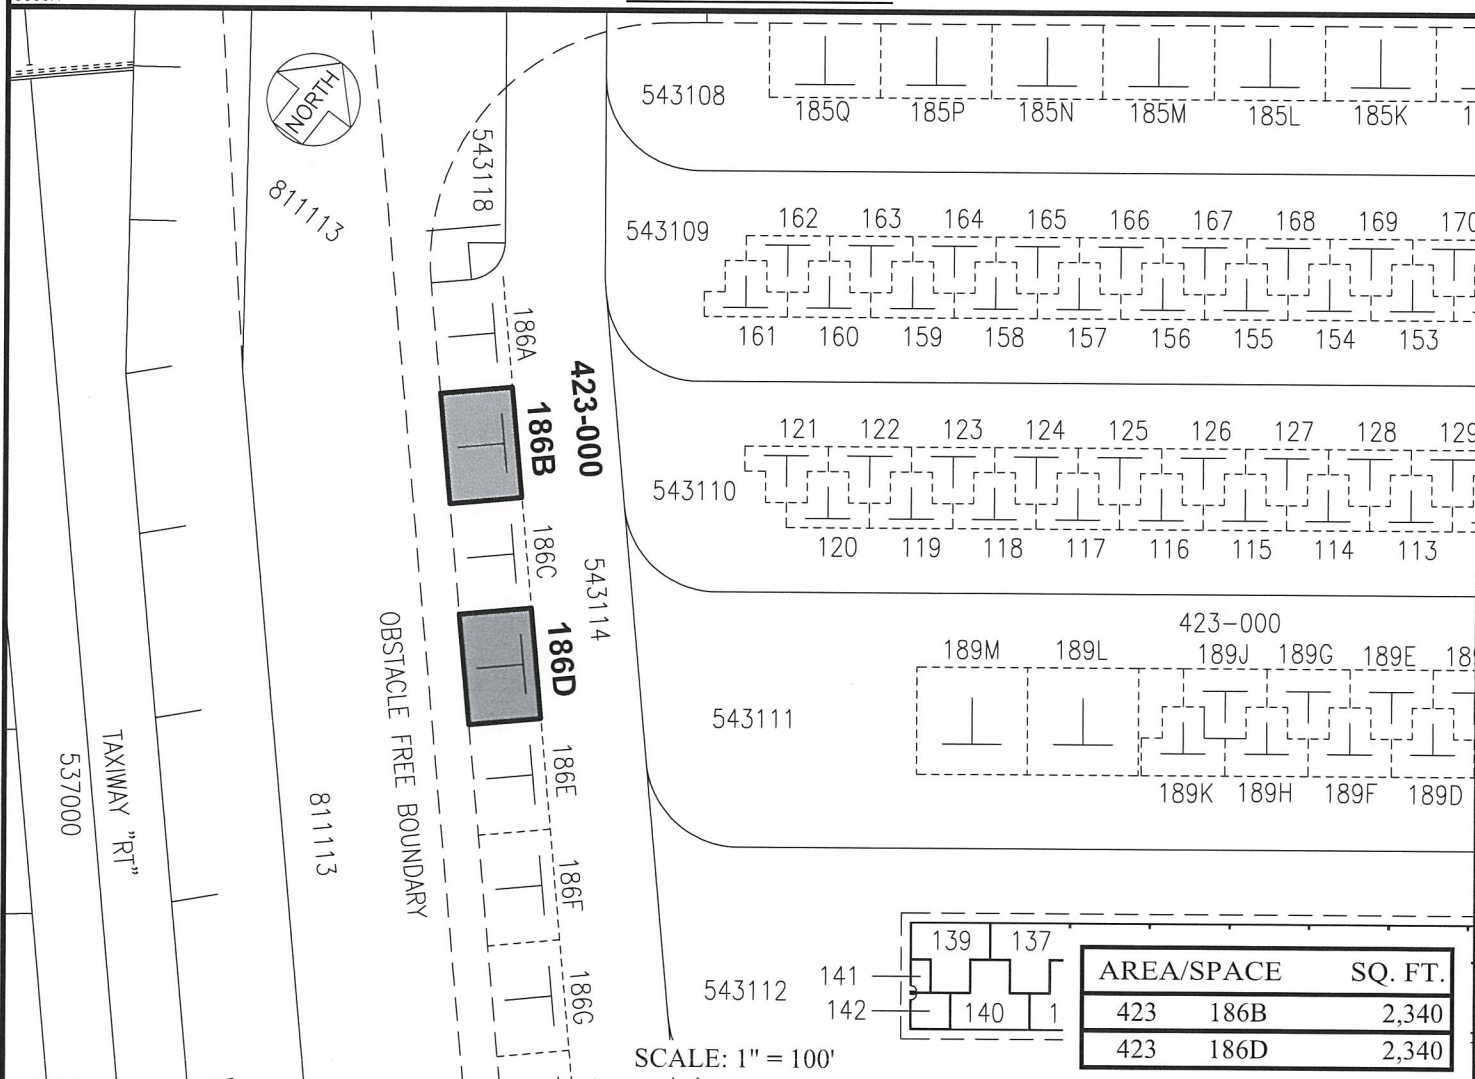 NORTH
543108
185Q 185P 185N 185M 185L 185K
811113
543118
543109
162 163 164 165 166 167 168 169 170
161 160 159 158 157 156 155 154 153
186A
423-000
186B
543110
121 122 123 124 125 126 127 128 129
120 119 118 117 116 115 114 113
186C
543114
186D
OBSTACLE FREE BOUNDARY
423-000
189M 189L 189J 189G 189E
543111
189K 189H 189F 189D
TAXIWAY "RT"
537000
811113
186E
186F
186G
543112
139 137
141
142
140
AREA/SPACE SQ. FT.
423 186B 2,340
423 186D 2,340
SCALE: 1" = 100'